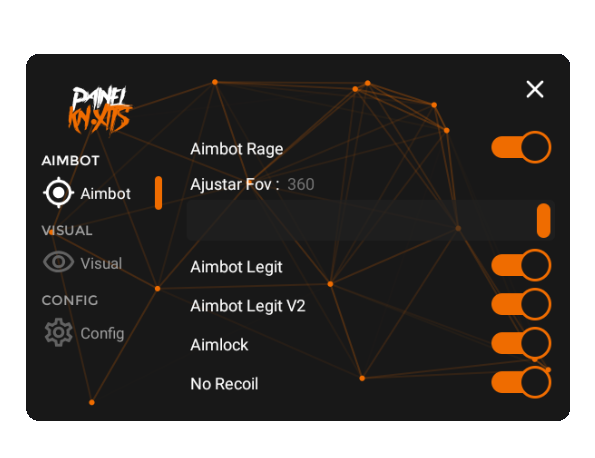 PANEL
KN•XITS
AIMBOT
Aimbot
VISUAL
Visual
CONFIG
Config
Aimbot Rage
Ajustar Fov : 360
Aimbot Legit
Aimbot Legit V2
Aimlock
No Recoil